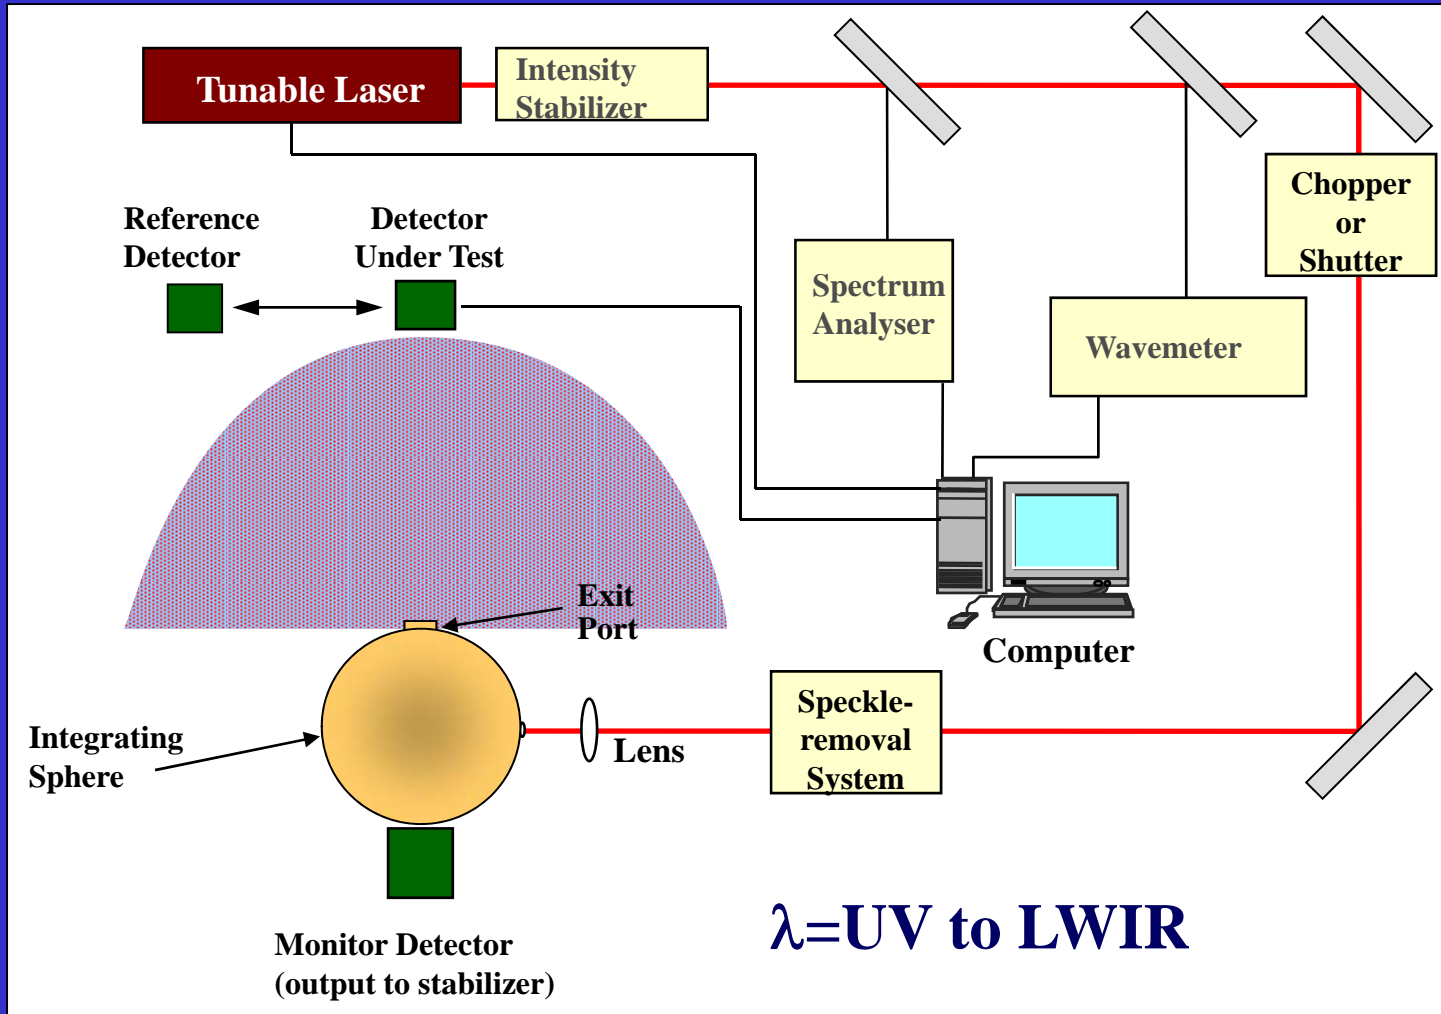 Tunable Laser
Intensity
Stabilizer
Chopper
or
Shutter
Reference
Detector
Detector
Under Test
Spectrum
Analyser
Wavemeter
Exit
Port
Computer
Integrating
Sphere
Lens
Speckle-
removal
System
Monitor Detector
(output to stabilizer)
λ=UV to LWIR